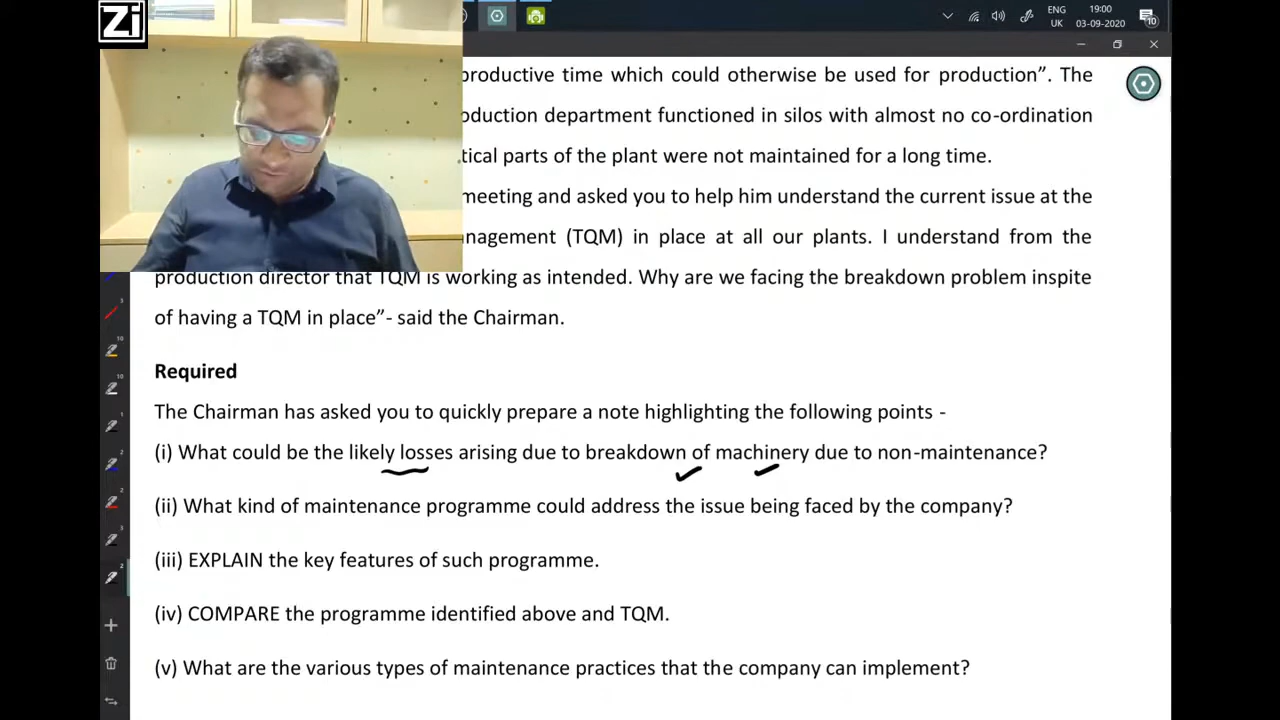 Zi
ENG
19:00
UK
03-09-2020
10
productive time which could otherwise be used for production”. The
oduction department functioned in silos with almost no co-ordination
tical parts of the plant were not maintained for a long time.
meeting and asked you to help him understand the current issue at the
nagement (TQM) in place at all our plants. I understand from the
production director that TQM is working as intended. Why are we facing the breakdown problem inspite
of having a TQM in place”- said the Chairman.
Required
The Chairman has asked you to quickly prepare a note highlighting the following points -
(i) What could be the likely losses arising due to breakdown of machinery due to non-maintenance?
(ii) What kind of maintenance programme could address the issue being faced by the company?
(iii) EXPLAIN the key features of such programme.
(iv) COMPARE the programme identified above and TQM.
(v) What are the various types of maintenance practices that the company can implement?